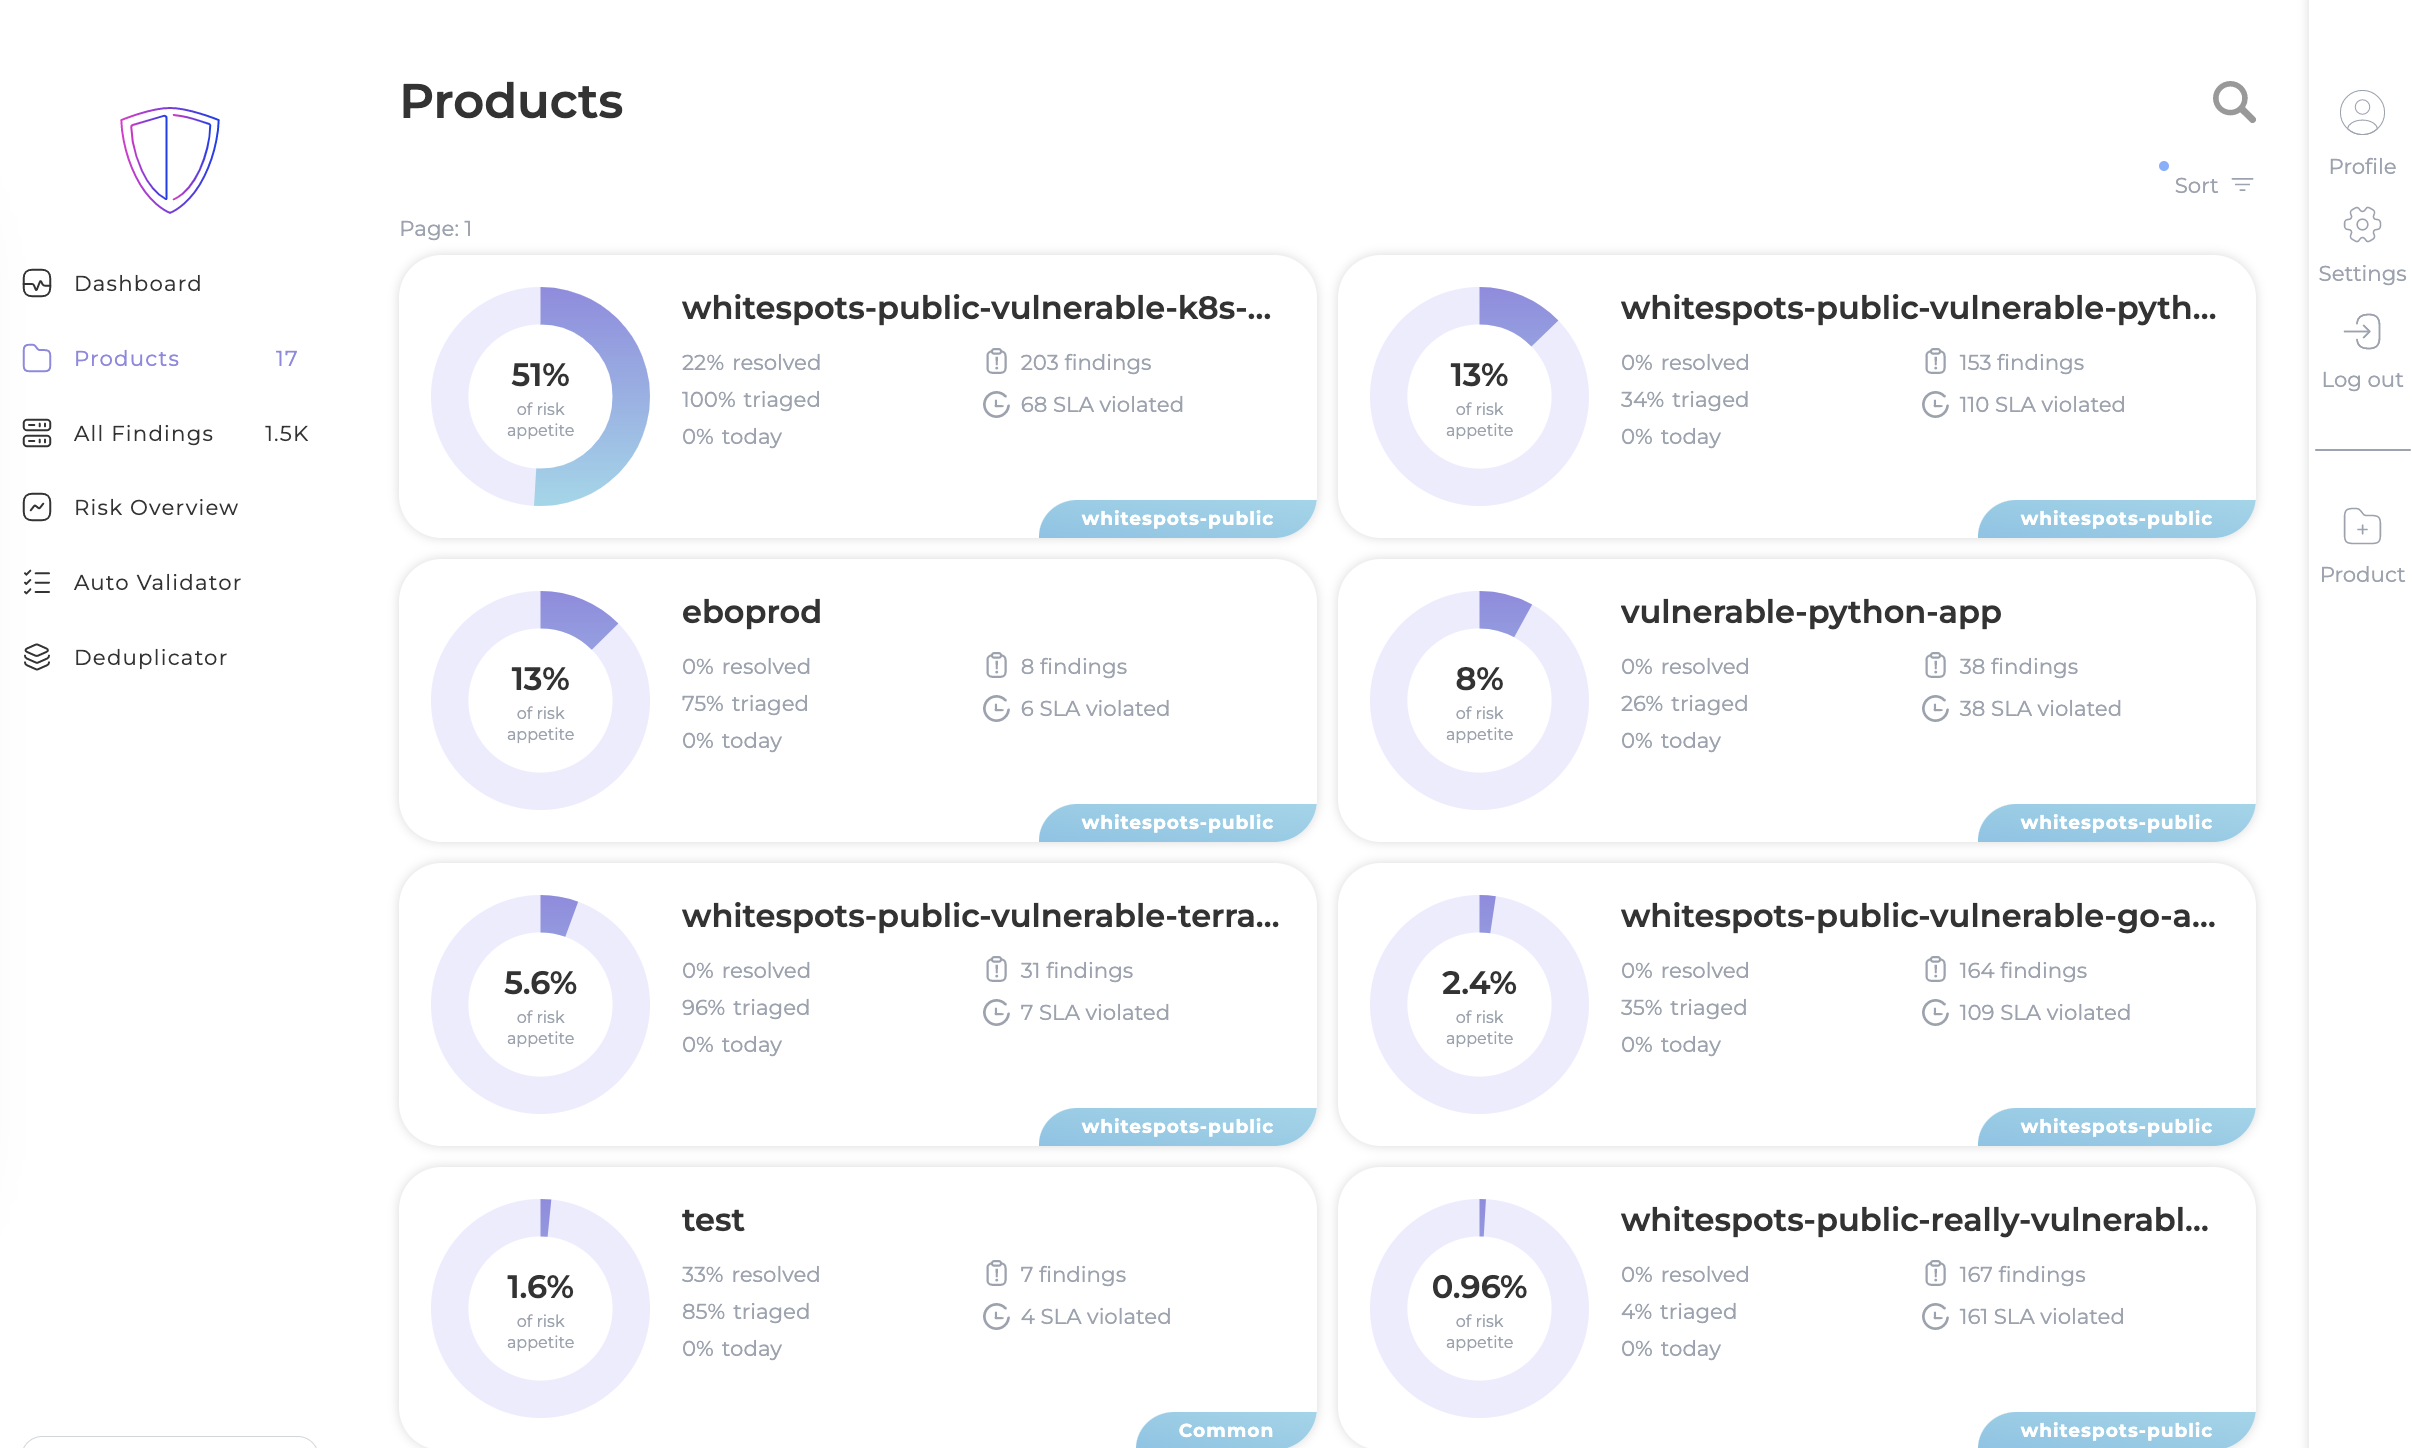 Products
Sort
Page: 1
Dashboard
Products 17
All Findings 1.5K
Risk Overview
Auto Validator
Deduplicator
51%
of risk
appetite
whitespots-public-vulnerable-k8s-...
22% resolved
100% triaged
0% today
203 findings
68 SLA violated
whitespots-public
13%
of risk
appetite
whitespots-public-vulnerable-pyth...
0% resolved
34% triaged
0% today
153 findings
110 SLA violated
whitespots-public
13%
of risk
appetite
eboprod
0% resolved
75% triaged
0% today
8 findings
6 SLA violated
whitespots-public
8%
of risk
appetite
vulnerable-python-app
0% resolved
26% triaged
0% today
38 findings
38 SLA violated
whitespots-public
5.6%
of risk
appetite
whitespots-public-vulnerable-terra...
0% resolved
96% triaged
0% today
31 findings
7 SLA violated
whitespots-public
2.4%
of risk
appetite
whitespots-public-vulnerable-go-a...
0% resolved
35% triaged
0% today
164 findings
109 SLA violated
whitespots-public
1.6%
of risk
appetite
test
33% resolved
85% triaged
0% today
7 findings
4 SLA violated
Common
0.96%
of risk
appetite
whitespots-public-really-vulnerabl...
0% resolved
4% triaged
0% today
167 findings
161 SLA violated
whitespots-public
Profile
Settings
Log out
Product